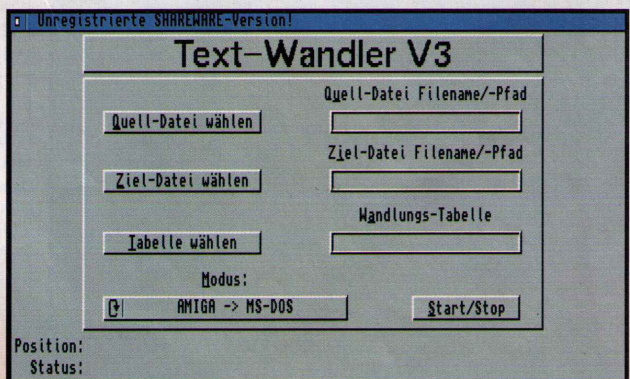 Unregistrierte SHAREWARE-Version!
Text-Wandler V3
Quell-Datei Filename/-Pfad
Quell-Datei wählen
Ziel-Datei Filename/-Pfad
Ziel-Datei wählen
Wandlungs-Tabelle
Tabelle wählen
Modus:
AMIGA -> MS-DOS
Start/Stop
Position:
Status: